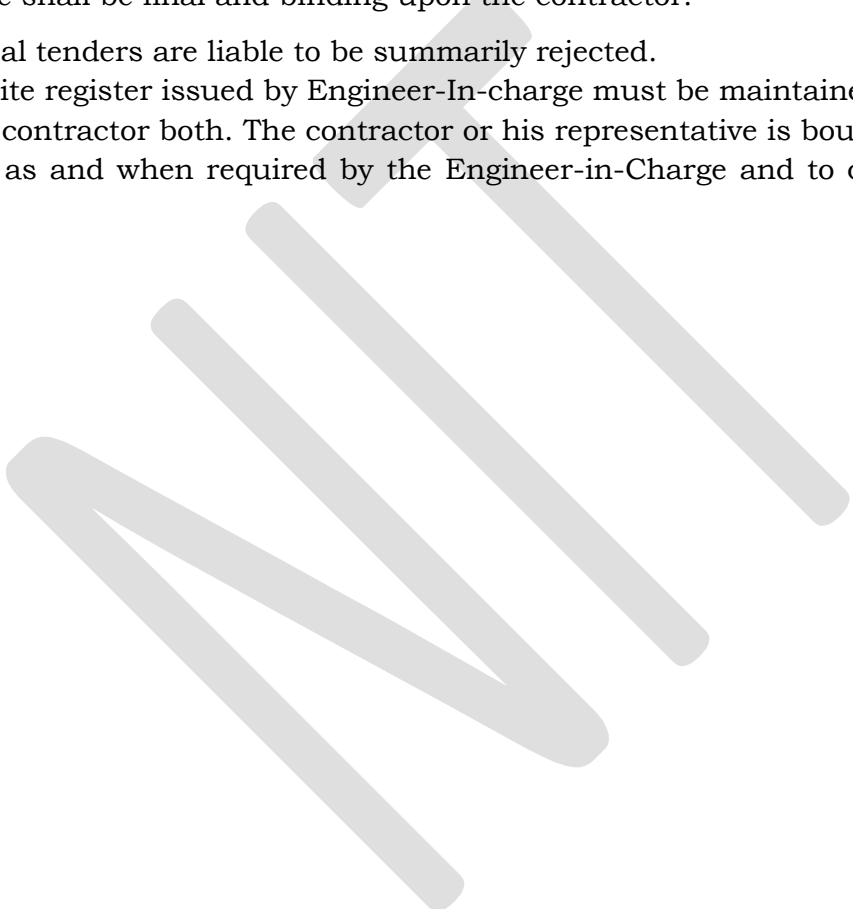 e shall be final and binding upon the contractor.
al tenders are liable to be summarily rejected.
ite register issued by Engineer-In-charge must be maintaine
contractor both. The contractor or his representative is bou
as and when required by the Engineer-in-Charge and to
NIT